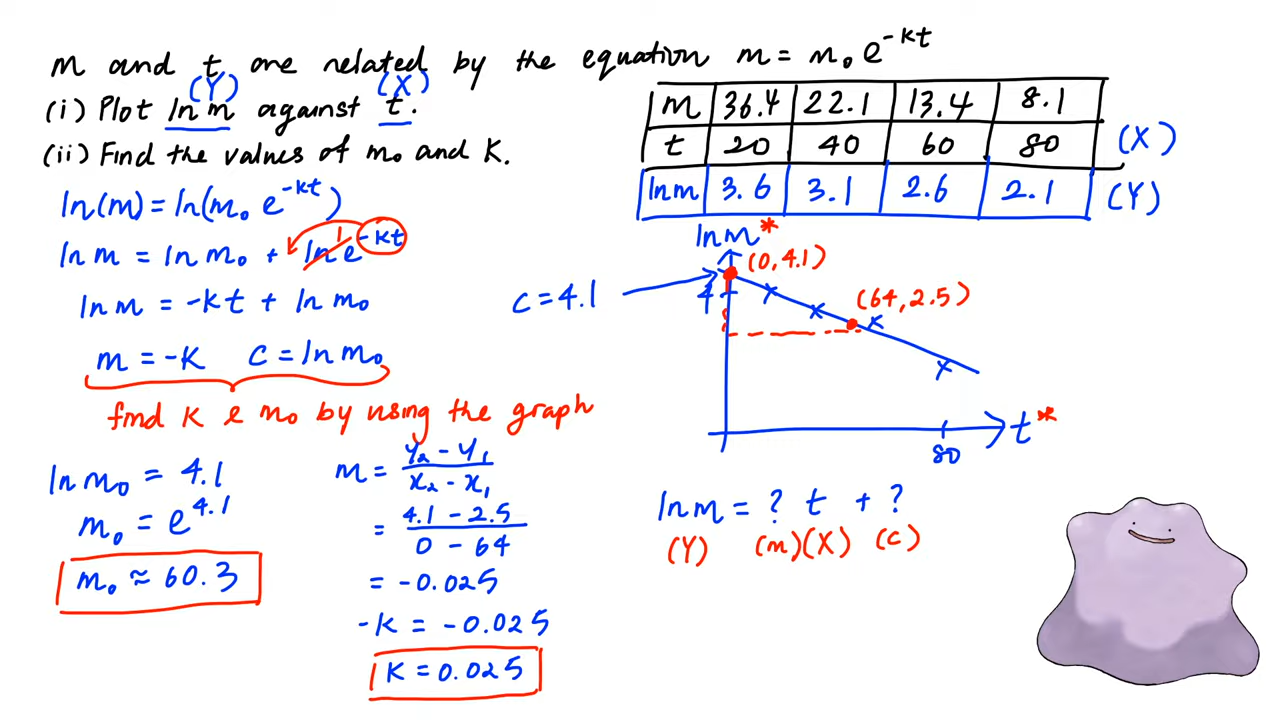 m and t are related by the equation m = m₀ e^(-kt)
(Y) (X)
(i) Plot ln m against t.
(ii) Find the values of m₀ and K.
m 36.4 22.1 13.4 8.1
t 20 40 60 80 (X)
ln m 3.6 3.1 2.6 2.1 (Y)
ln(m) = ln(m₀ e^(-kt))
ln m = ln m₀ + ln e^(-kt)
1
ln m = -kt + ln m₀
m = -K C = ln m₀
find K & m₀ by using the graph
ln m₀ = 4.1
m₀ = e^4.1
m₀ ≈ 60.3
m = (y₂ - y₁)/(x₂ - x₁)
= (4.1 - 2.5)/(0 - 64)
= -0.025
-K = -0.025
K = 0.025
ln m *
(0, 4.1)
C = 4.1
4
(64, 2.5)
t *
80
ln m = ? t + ?
(Y) (m)(X) (c)